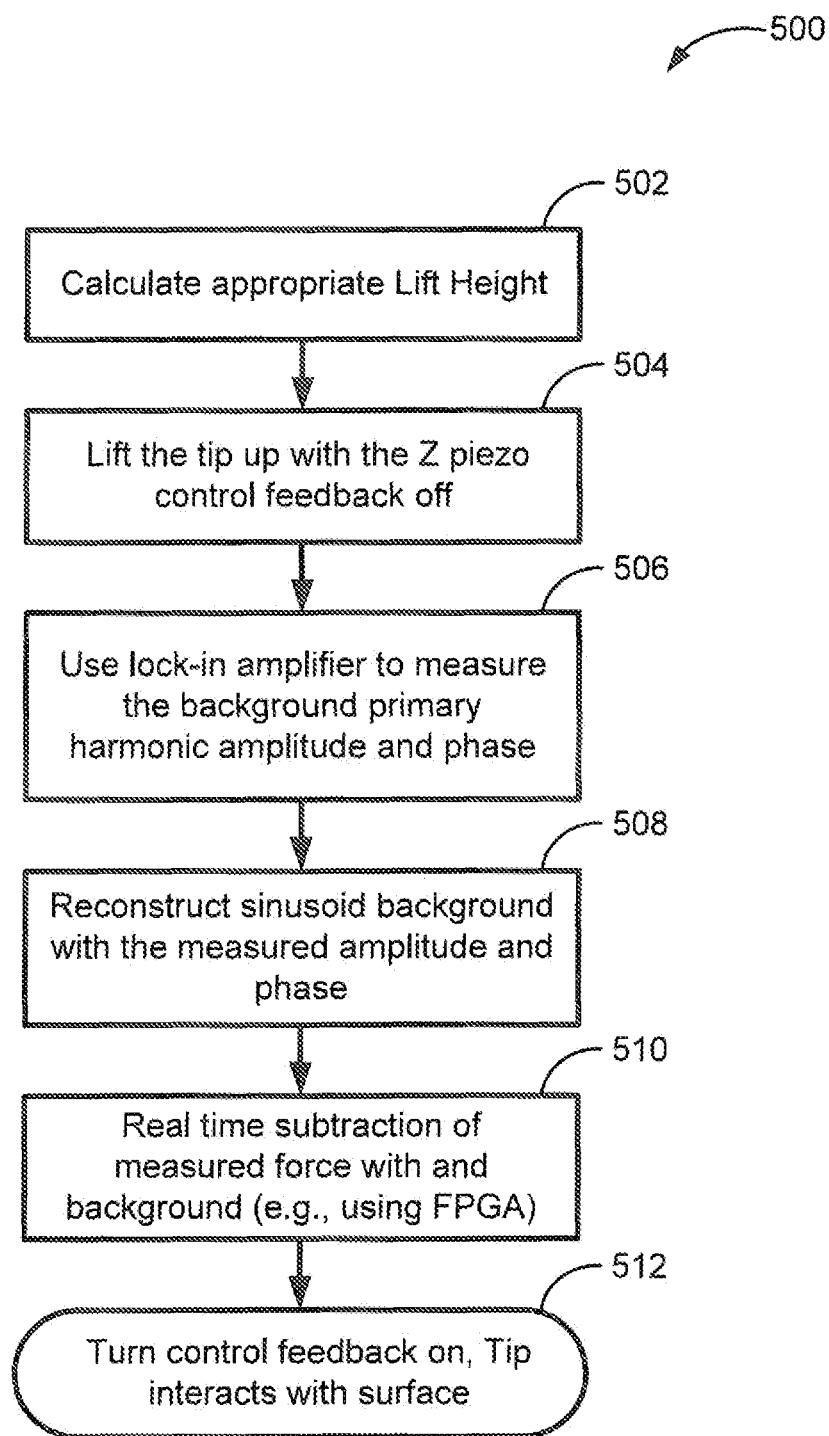 500
502
Calculate appropriate Lift Height
504
Lift the tip up with the Z piezo
control feedback off
506
Use lock-in amplifier to measure
the background primary
harmonic amplitude and phase
508
Reconstruct sinusoid background
with the measured amplitude and
phase
510
Real time subtraction of
measured force with and
background (e.g., using FPGA)
512
Turn control feedback on, Tip
interacts with surface